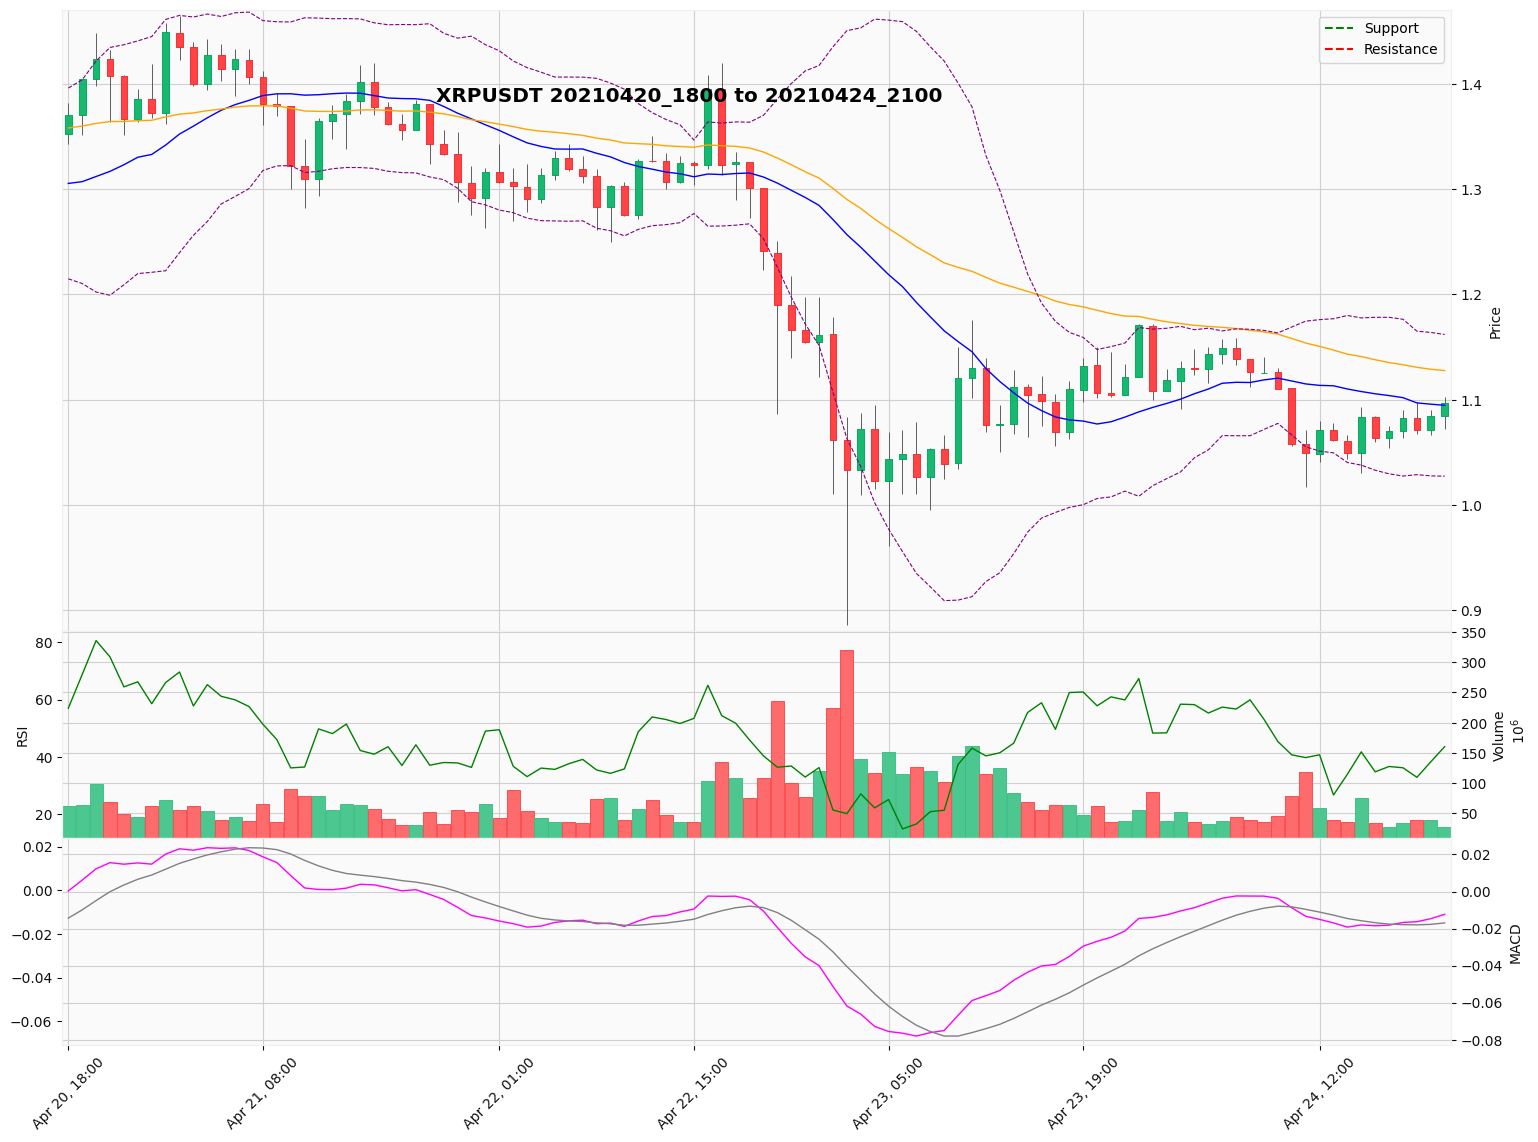 XRPUSDT 20210420_1800 to 20210424_2100
Support
Resistance
1.4
1.3
1.2
1.1
1.0
0.9
Price
80
60
40
20
RSI
350
300
250
200
150
100
50
Volume
10^6
0.02
0.00
−0.02
−0.04
−0.06
0.02
0.00
−0.02
−0.04
−0.06
−0.08
MACD
Apr 20, 18:00
Apr 21, 08:00
Apr 22, 01:00
Apr 22, 15:00
Apr 23, 05:00
Apr 23, 19:00
Apr 24, 12:00